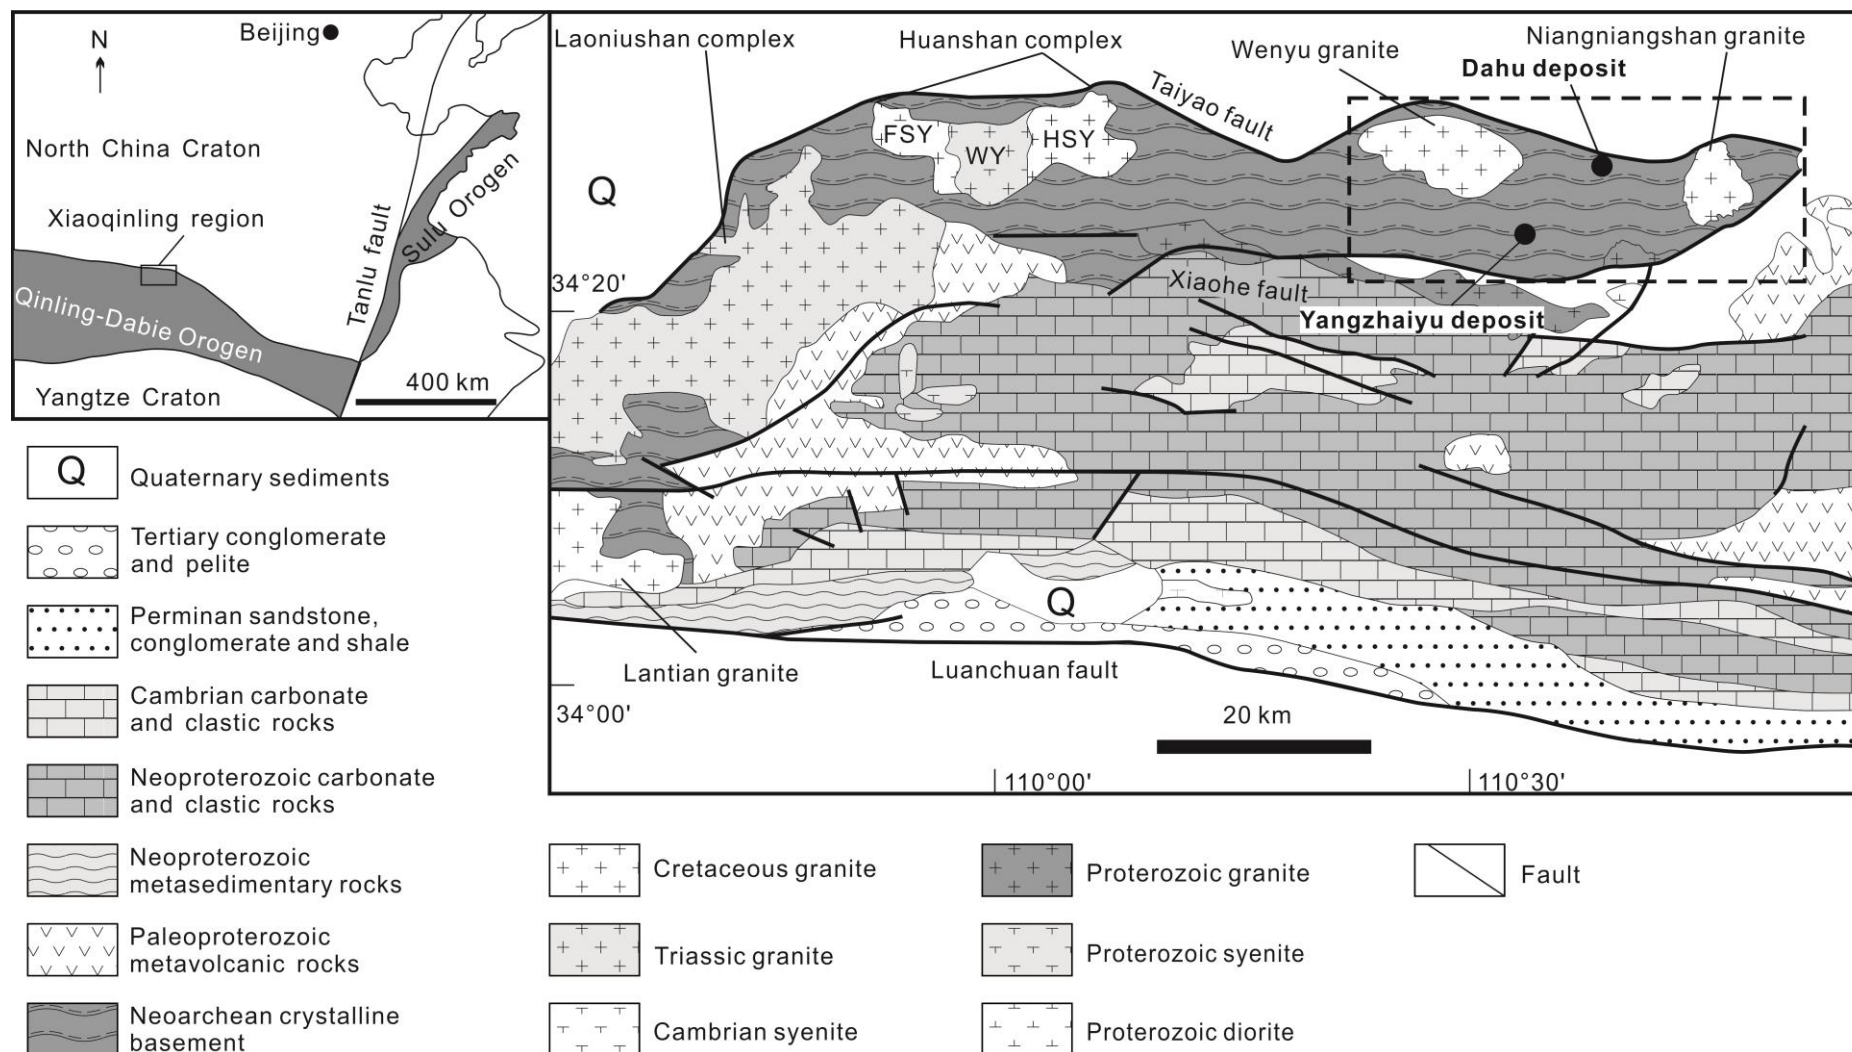 N
Beijing
North China Craton
Xiaoqinling region
Tanlu fault
Sulu Orogen
Qinling-Dabie Orogen
Yangtze Craton
400 km
Laoniushan complex
Huanshan complex
Taiyao fault
Wenyu granite
Niangniangshan granite
Dahu deposit
FSY
WY
HSY
Q
34°20'
Xiaohe fault
Yangzhaiyu deposit
Q
Lantian granite
Luanchuan fault
34°00'
20 km
110°00'
110°30'
Q
Quaternary sediments
Tertiary conglomerate
and pelite
Perminan sandstone,
conglomerate and shale
Cambrian carbonate
and clastic rocks
Neoproterozoic carbonate
and clastic rocks
Neoproterozoic
metasedimentary rocks
Paleoproterozoic
metavolcanic rocks
Neoarchean crystalline
basement
Cretaceous granite
Triassic granite
Cambrian syenite
Proterozoic granite
Proterozoic syenite
Proterozoic diorite
Fault